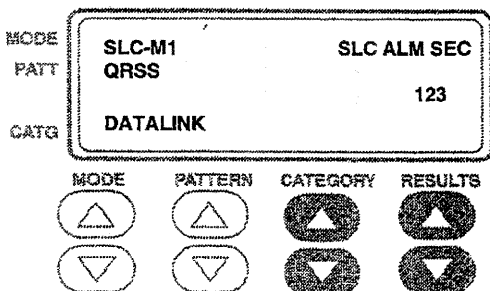 MODE SLC-M1 SLC ALM SEC
PATT QRSS
123
CATG DATALINK
MODE PATTERN CATEGORY RESULTS